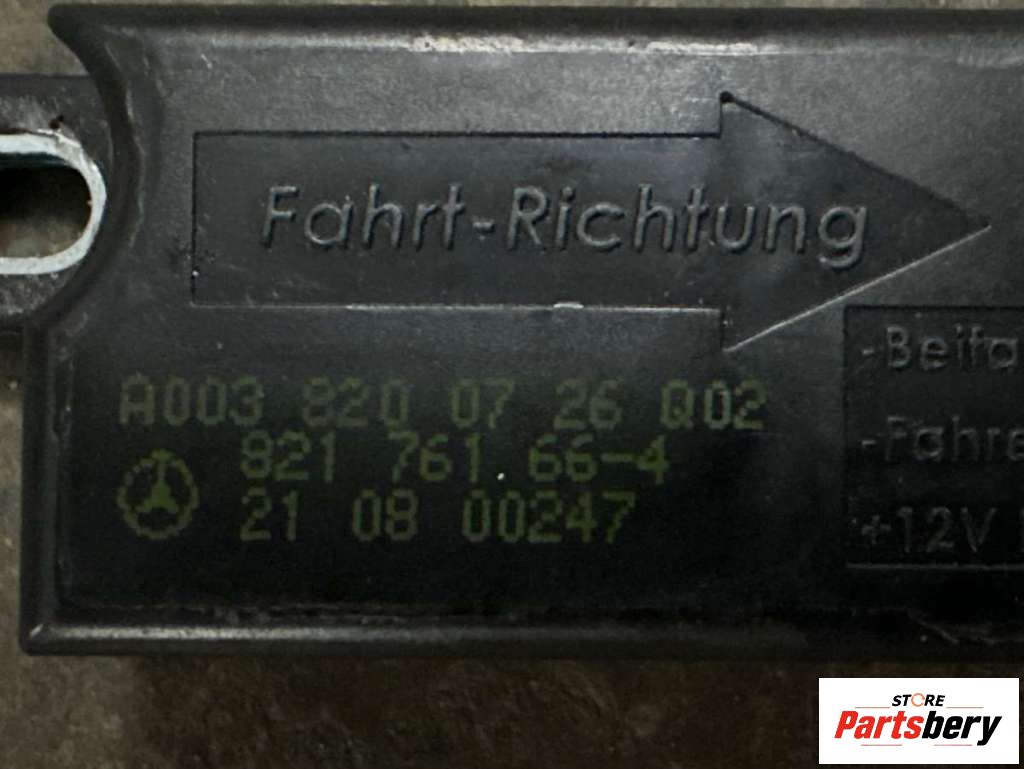 Fahrt-Richtung
-Beifa
-Fahre
+12V
A003 820 07 26 Q02
821 761 66-4
21 08 00247
STORE
Partsbery